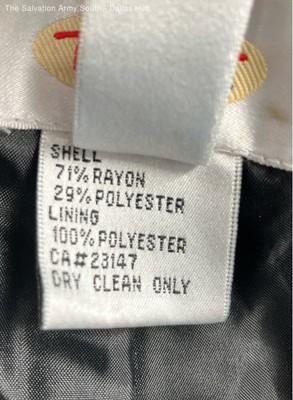 The Salvation Army South - Dallas Hub
SHELL
71% RAYON
29% POLYESTER
LINING
100% POLYESTER
CA#23147
DRY CLEAN ONLY